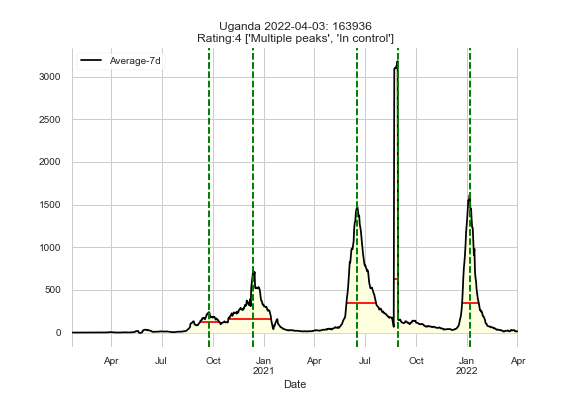 Uganda 2022-04-03: 163936
Rating:4 ['Multiple peaks', 'In control']
Average-7d
3000
2500
2000
1500
1000
500
0
Apr Jul Oct Jan Apr Jul Oct Jan Apr
2021 2022
Date